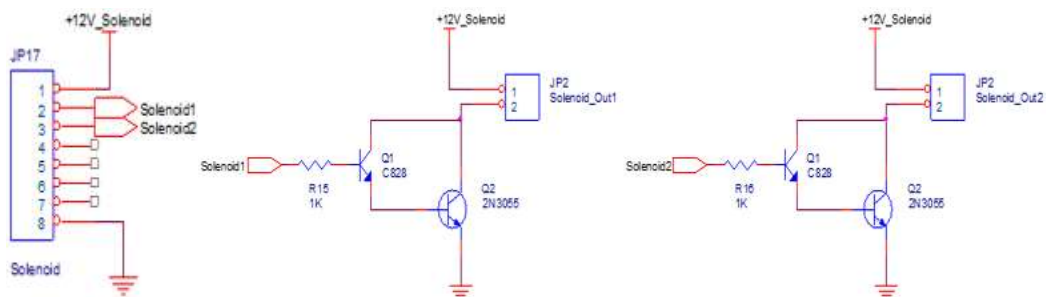 +12V_Solenoid
JP17
1
2
3
4
5
6
7
8
Solenoid1
Solenoid2
Solenoid
+12V_Solenoid
JP2
1
2
Solenoid_Out1
Solenoid1
R15
1K
Q1
C828
Q2
2N3055
+12V_Solenoid
JP2
1
2
Solenoid_Out2
Solenoid2
R16
1K
Q1
C828
Q2
2N3055